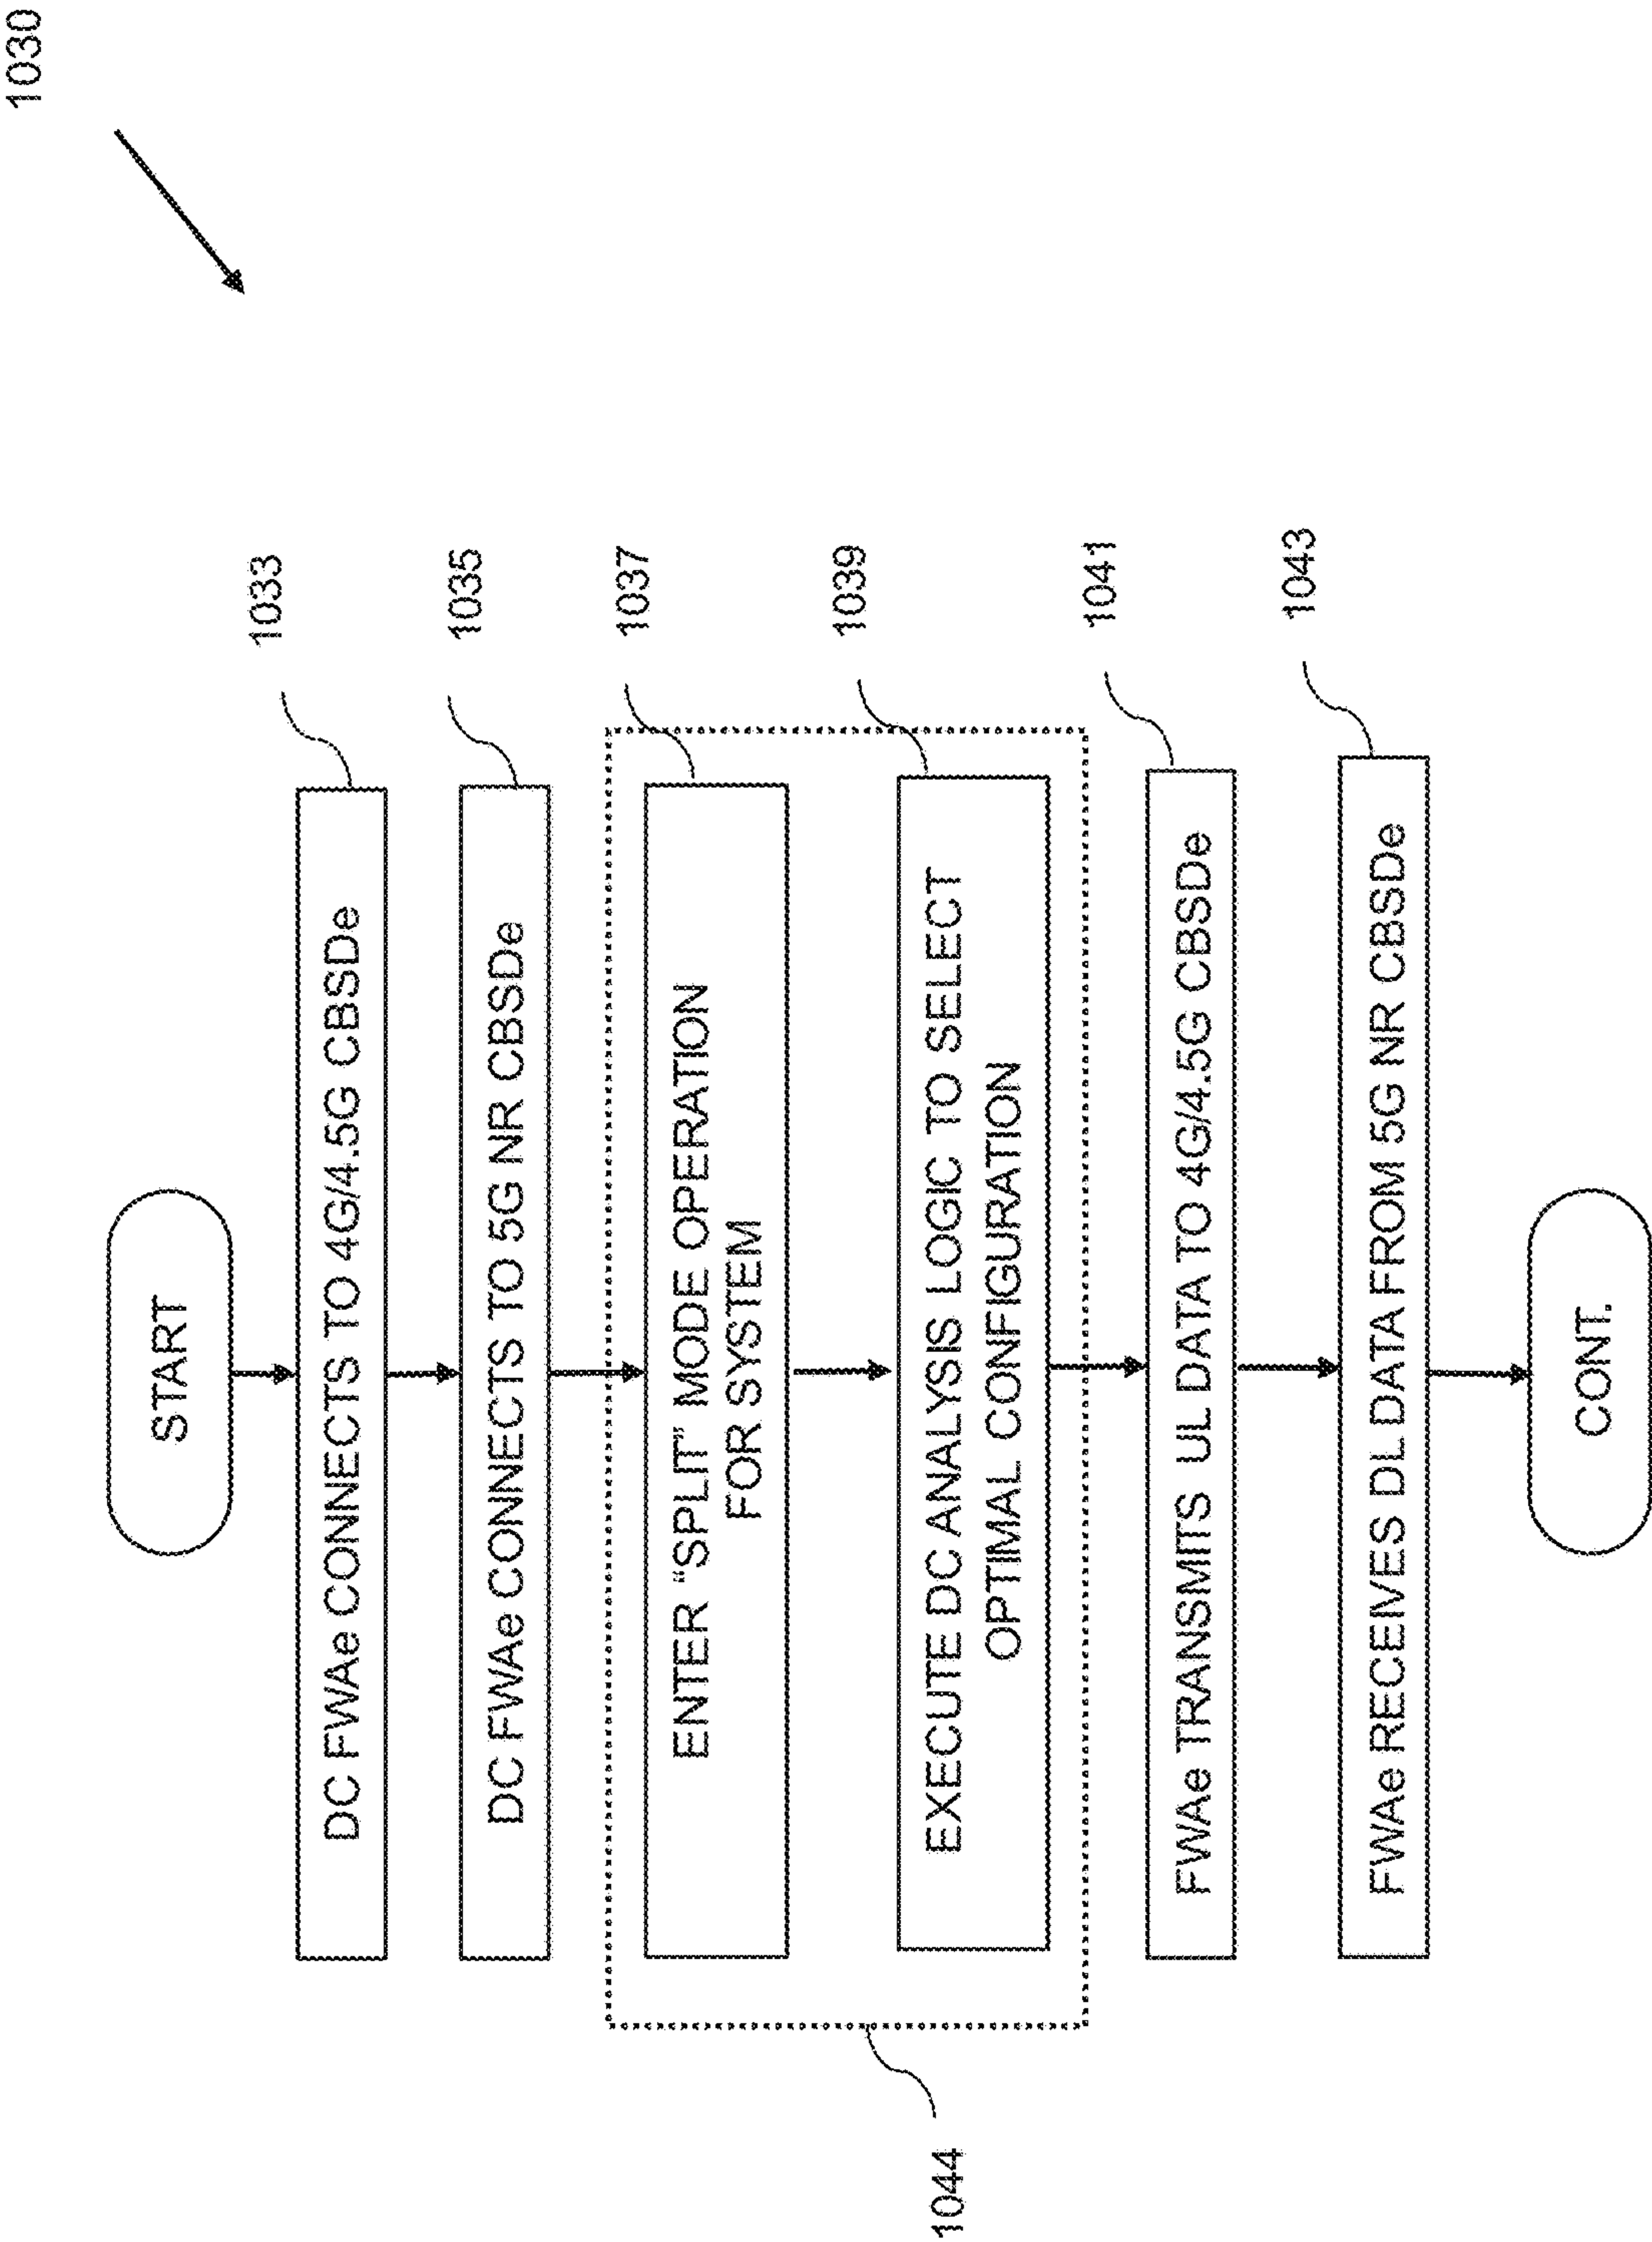 1030
START
DC FWAe CONNECTS TO 4G/4.5G CBSDe
1033
DC FWAe CONNECTS TO 5G NR CBSDe
1035
ENTER “SPLIT” MODE OPERATION
FOR SYSTEM
1037
EXECUTE DC ANALYSIS LOGIC TO SELECT
OPTIMAL CONFIGURATION
1039
1044
FWAe TRANSMITS UL DATA TO 4G/4.5G CBSDe
1041
FWAe RECEIVES DL DATA FROM 5G NR CBSDe
1043
CONT.